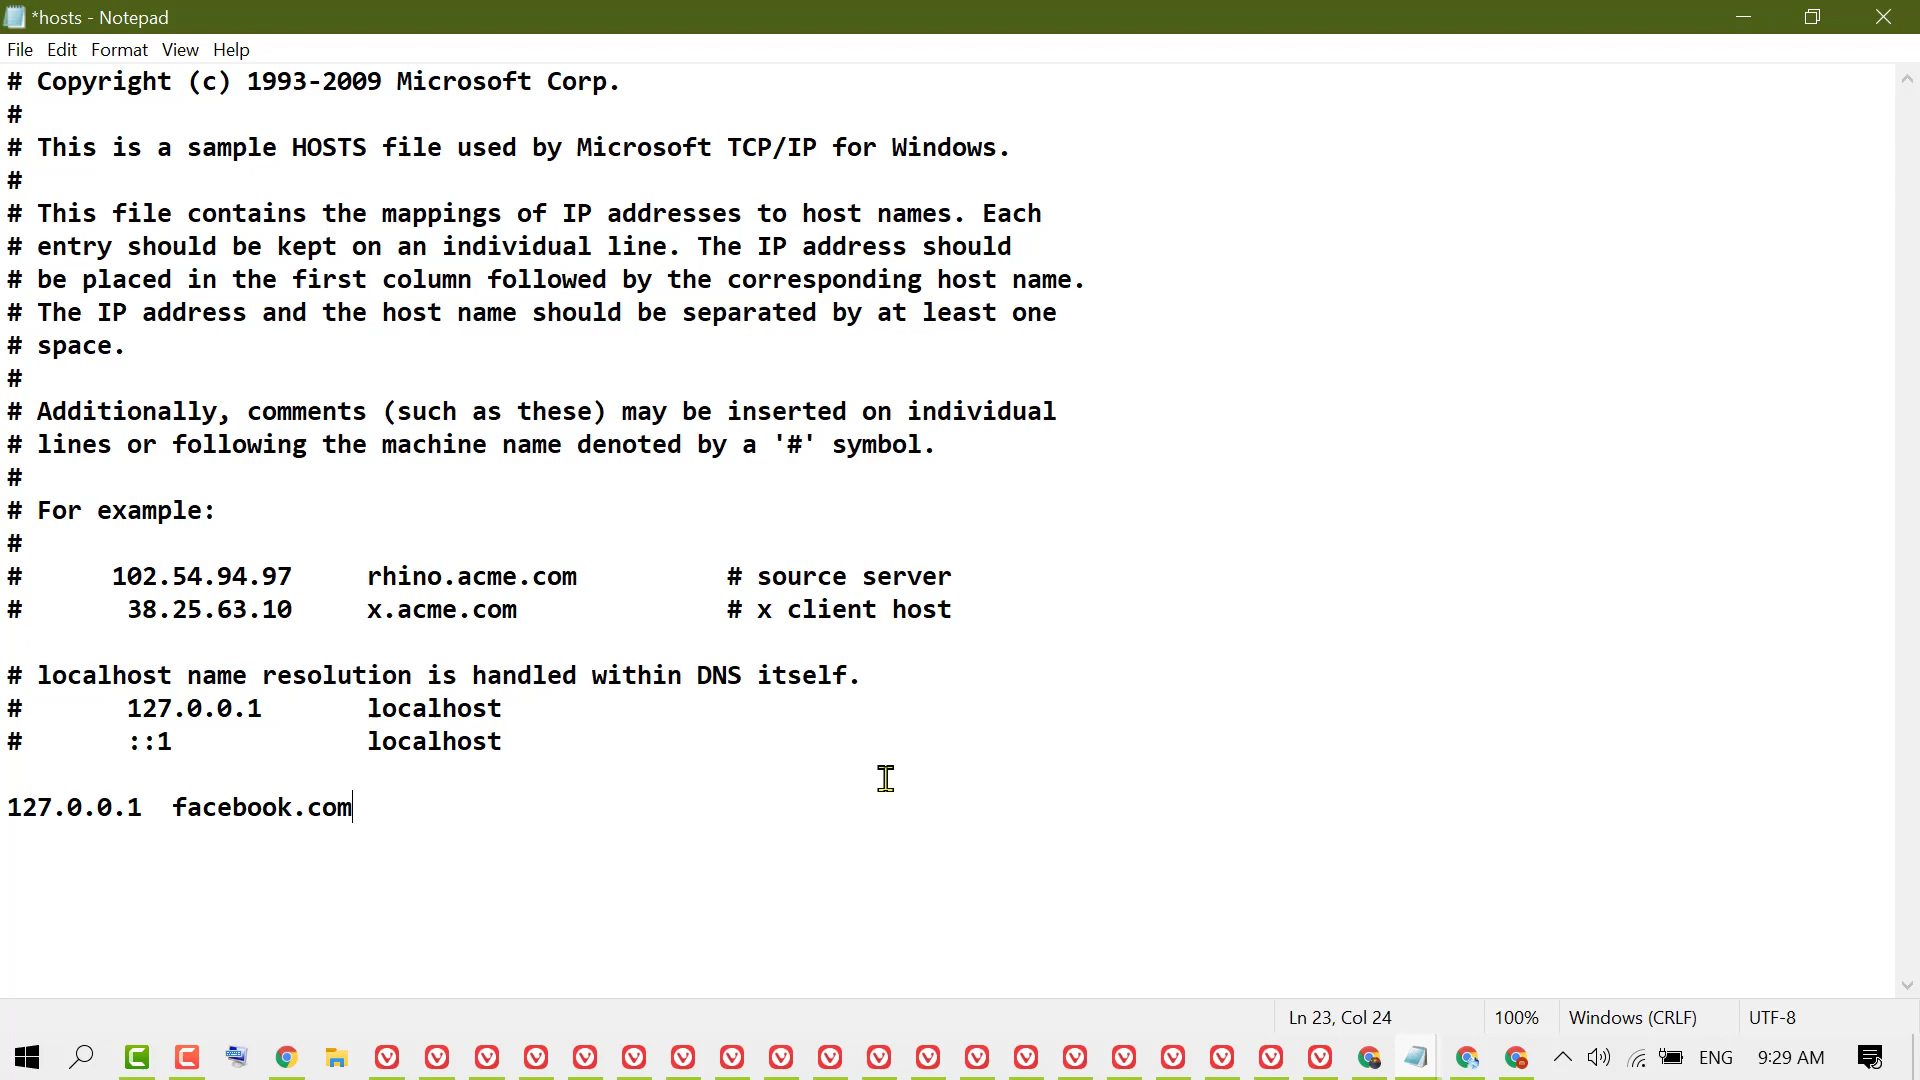 *hosts - Notepad
File Edit Format View Help
# Copyright (c) 1993-2009 Microsoft Corp.
#
# This is a sample HOSTS file used by Microsoft TCP/IP for Windows.
#
# This file contains the mappings of IP addresses to host names. Each
# entry should be kept on an individual line. The IP address should
# be placed in the first column followed by the corresponding host name.
# The IP address and the host name should be separated by at least one
# space.
#
# Additionally, comments (such as these) may be inserted on individual
# lines or following the machine name denoted by a '#' symbol.
#
# For example:
#
#      102.54.94.97     rhino.acme.com          # source server
#       38.25.63.10     x.acme.com              # x client host

# localhost name resolution is handled within DNS itself.
#       127.0.0.1       localhost
#       ::1             localhost

127.0.0.1  facebook.com
Ln 23, Col 24 100% Windows (CRLF) UTF-8
ENG 9:29 AM